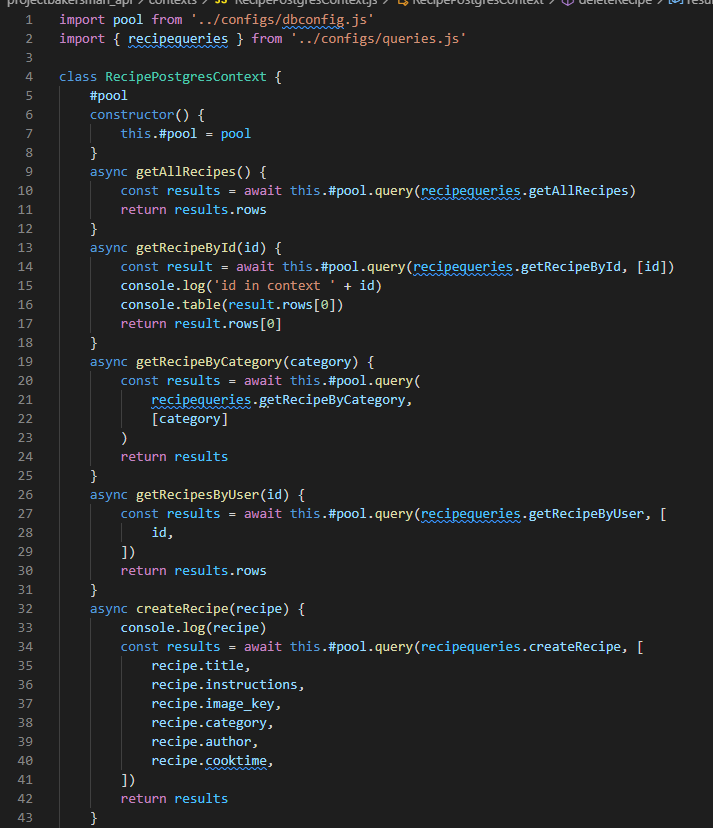 projectbakersman_api > contexts > JS RecipePostgresContext.js > RecipePostgresContext > deleteRecipe >
1 import pool from '../configs/dbconfig.js'
2 import { recipequeries } from '../configs/queries.js'
3
4 class RecipePostgresContext {
5 #pool
6 constructor() {
7 this.#pool = pool
8 }
9 async getAllRecipes() {
10 const results = await this.#pool.query(recipequeries.getAllRecipes)
11 return results.rows
12 }
13 async getRecipeById(id) {
14 const result = await this.#pool.query(recipequeries.getRecipeById, [id])
15 console.log('id in context ' + id)
16 console.table(result.rows[0])
17 return result.rows[0]
18 }
19 async getRecipeByCategory(category) {
20 const results = await this.#pool.query(
21 recipequeries.getRecipeByCategory,
22 [category]
23 )
24 return results
25 }
26 async getRecipesByUser(id) {
27 const results = await this.#pool.query(recipequeries.getRecipeByUser, [
28 id,
29 ])
30 return results.rows
31 }
32 async createRecipe(recipe) {
33 console.log(recipe)
34 const results = await this.#pool.query(recipequeries.createRecipe, [
35 recipe.title,
36 recipe.instructions,
37 recipe.image_key,
38 recipe.category,
39 recipe.author,
40 recipe.cooktime,
41 ])
42 return results
43 }